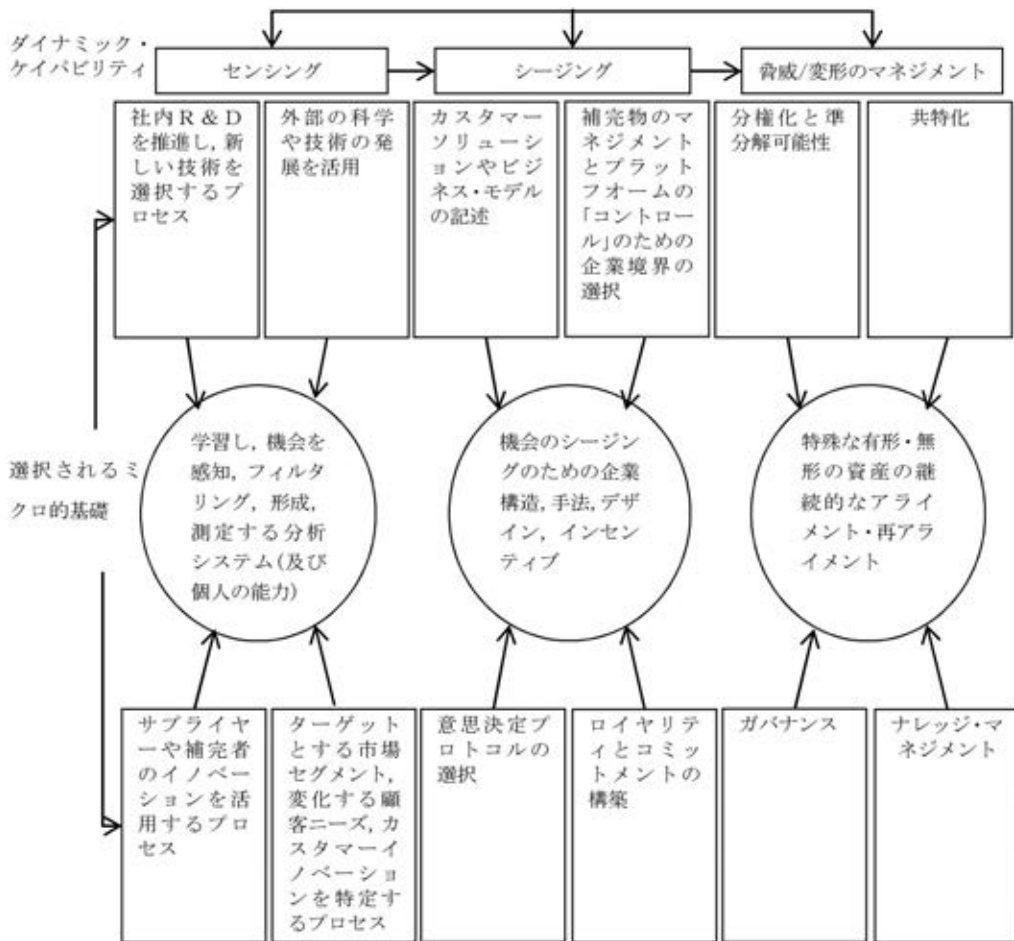 ダイナミック・
ケイパビリティ
センシング
シージング
脅威/変形のマネジメント
社内R&D
を推進し,新
しい技術を
選択するプ
ロセス
外部の科学
や技術の発
展を活用
カスタマー
ソリューシ
ョンやビジ
ネス・モデル
の記述
補完物のマ
ネジメント
とプラット
フオームの
「コントロー
ル」のための
企業境界の
選択
分権化と準
分解可能性
共特化
選択されるミ
クロ的基礎
学習し,機会を
感知,フィルタ
リング,形成,
測定する分析
システム(及び
個人の能力)
機会のシージン
グのための企業
構造,手法,デザ
イン,インセン
ティブ
特殊な有形・無
形の資産の継
続的なアライ
メント・再アラ
イメント
サプライヤ
ーや補完者
のイノベー
ションを活
用するプロ
セス
ターゲット
とする市場
セグメント,
変化する顧
客ニーズ,カ
スタマーイ
ノベーショ
ンを特定す
るプロセス
意思決定プ
ロトコルの
選択
ロイヤリテ
ィとコミッ
トメントの
構築
ガバナンス
ナレッジ・マ
ネジメント